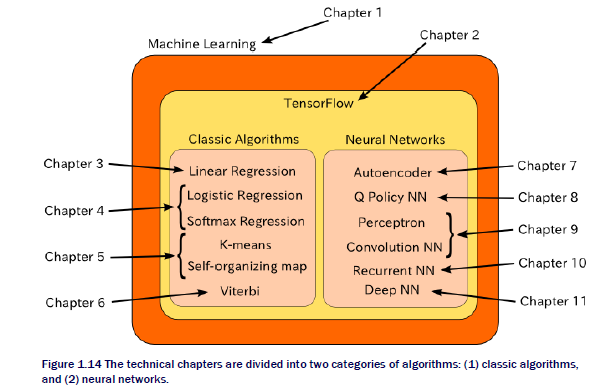 Chapter 1
Machine Learning
Chapter 2
TensorFlow
Classic Algorithms
Neural Networks
Chapter 3
Linear Regression
Chapter 4
Logistic Regression
Softmax Regression
Chapter 5
K-means
Self-organizing map
Chapter 6
Viterbi
Autoencoder
Chapter 7
Q Policy NN
Chapter 8
Perceptron
Convolution NN
Chapter 9
Recurrent NN
Chapter 10
Deep NN
Chapter 11
Figure 1.14 The technical chapters are divided into two categories of algorithms: (1) classic algorithms,
and (2) neural networks.